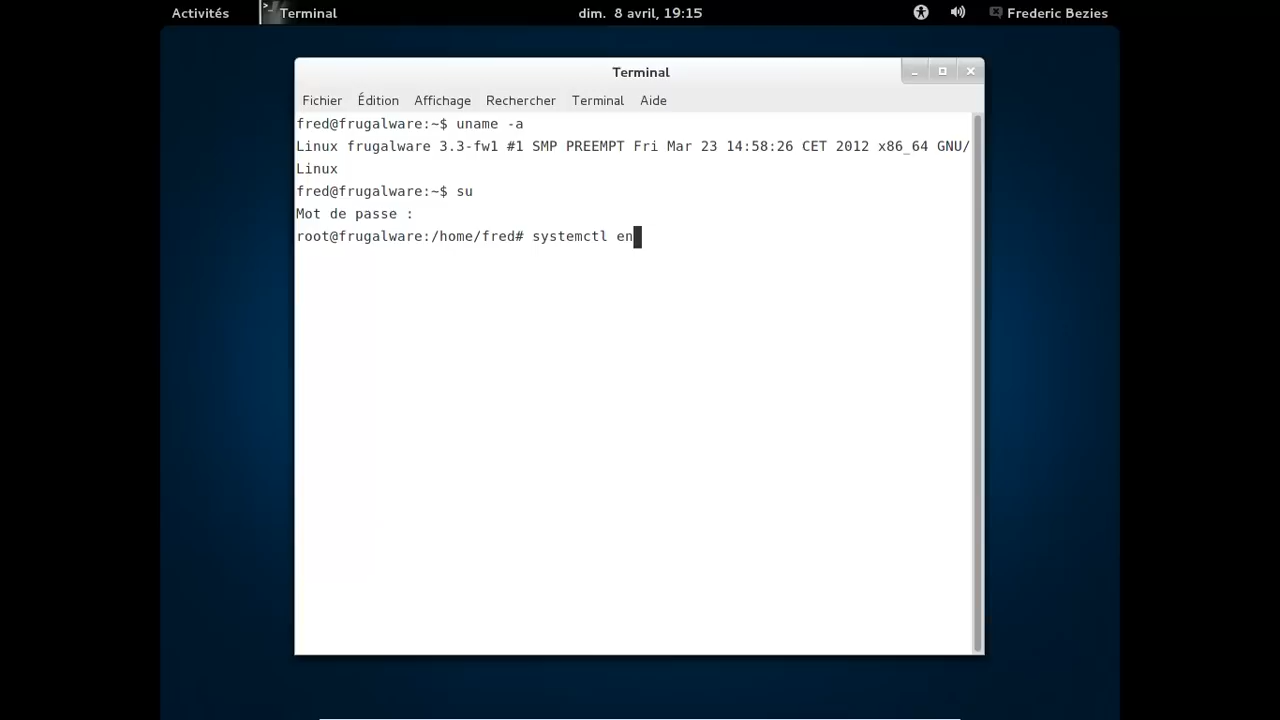 Activités Terminal dim. 8 avril, 19:15 Frederic Bezies
Terminal
Fichier Édition Affichage Rechercher Terminal Aide
fred@frugalware:~$ uname -a
Linux frugalware 3.3-fw1 #1 SMP PREEMPT Fri Mar 23 14:58:26 CET 2012 x86_64 GNU/
Linux
fred@frugalware:~$ su
Mot de passe :
root@frugalware:/home/fred# systemctl en